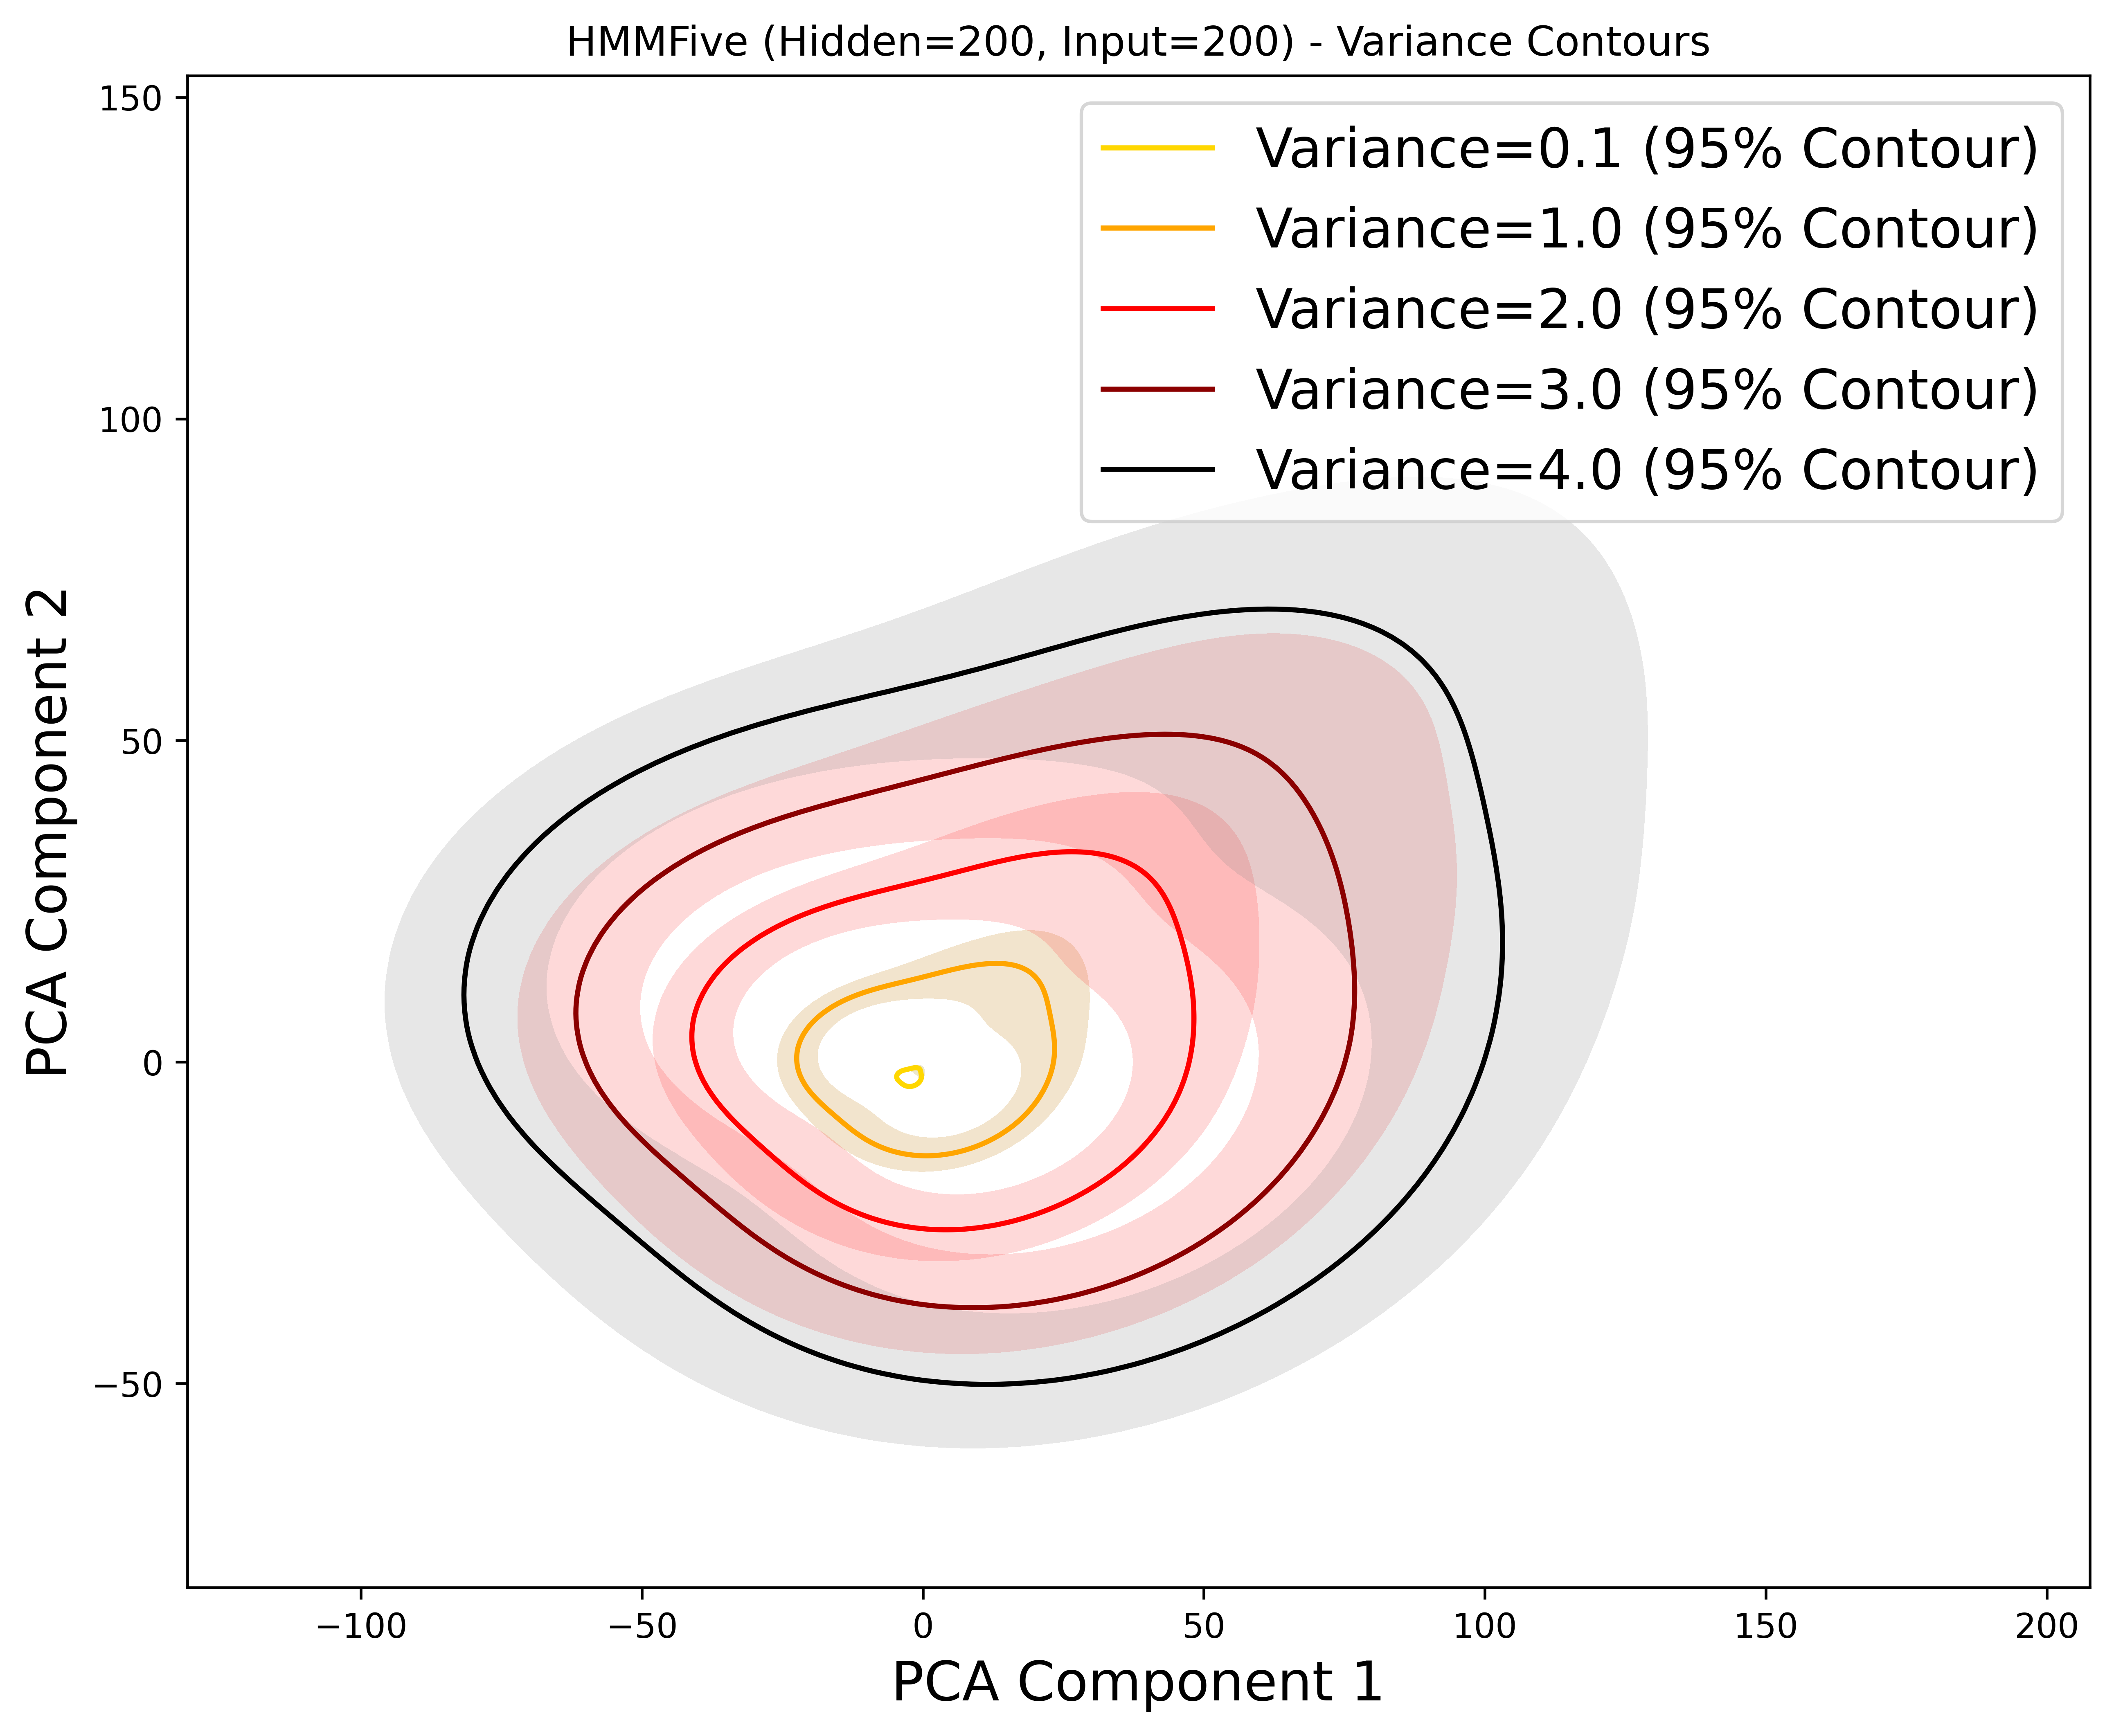 HMMFive (Hidden=200, Input=200) - Variance Contours
Variance=0.1 (95% Contour)
Variance=1.0 (95% Contour)
Variance=2.0 (95% Contour)
Variance=3.0 (95% Contour)
Variance=4.0 (95% Contour)
PCA Component 2
150
100
50
0
−50
−100
−50
0
50
100
150
200
PCA Component 1